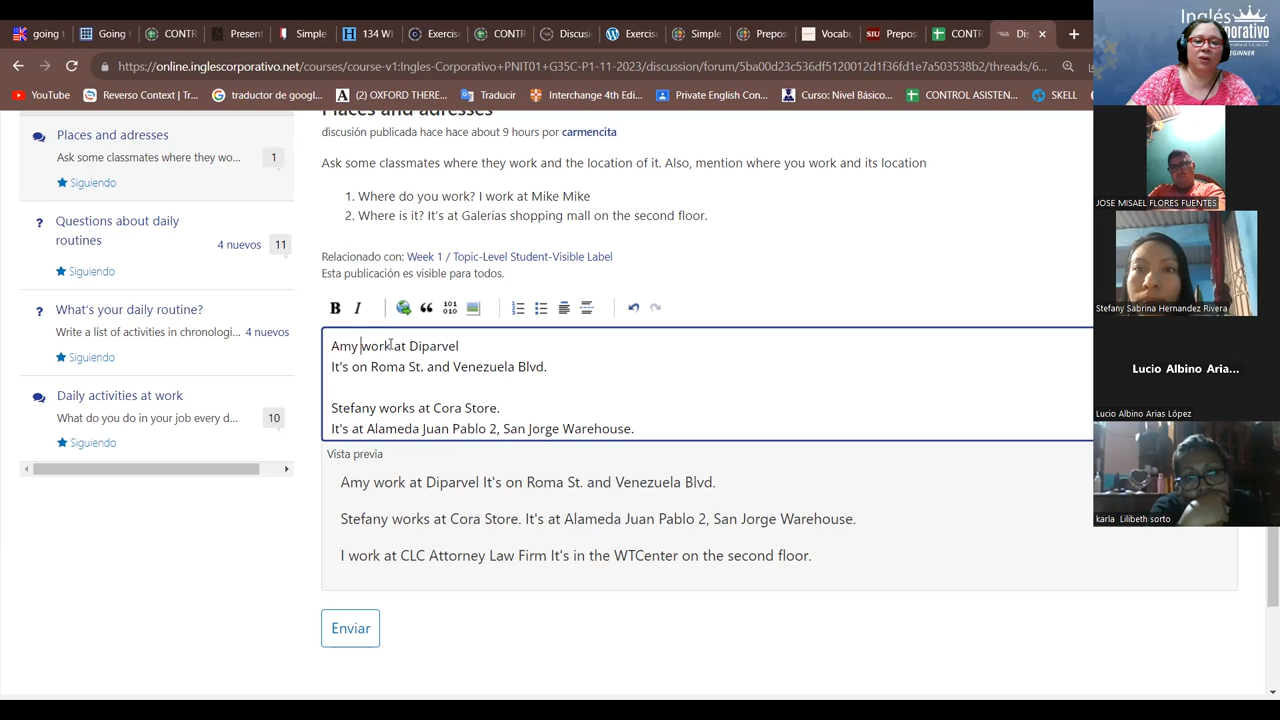 going t
Going t
CONTR
Present
Simple
134 WI
Exercis
CONTR
Discus
Exercis
Simple
Prepos
Vocabu
Prepos
CONTR
Dis
https://online.inglescorporativo.net/courses/course-v1:Ingles-Corporativo+PNIT01+635C-P1-11-2023/discussion/forum/5ba00d23c536df5120012d1f36fd1e7a503538b2/threads/6...
YouTube
Reverso Context | Tr...
traductor de googl...
(2) OXFORD THERE...
Traducir
Interchange 4th Edi...
Private English Con...
Curso: Nivel Básico...
CONTROL ASISTEN...
SKELL
Places and adresses
Ask some classmates where they wo...
1
Siguiendo
Questions about daily
routines
4 nuevos
11
Siguiendo
What's your daily routine?
Write a list of activities in chronologi...
4 nuevos
Siguiendo
Daily activities at work
What do you do in your job every d...
10
Siguiendo
Places and adresses
discusión publicada hace hace about 9 hours por carmencita
Ask some classmates where they work and the location of it. Also, mention where you work and its location
1. Where do you work? I work at Mike Mike
2. Where is it? It's at Galerias shopping mall on the second floor.
Relacionado con: Week 1 / Topic-Level Student-Visible Label
Esta publicación es visible para todos.
Amy work at Diparvel
It's on Roma St. and Venezuela Blvd.
Stefany works at Cora Store.
It's at Alameda Juan Pablo 2, San Jorge Warehouse.
Vista previa
Amy work at Diparvel It's on Roma St. and Venezuela Blvd.
Stefany works at Cora Store. It's at Alameda Juan Pablo 2, San Jorge Warehouse.
I work at CLC Attorney Law Firm It's in the WTCenter on the second floor.
Enviar
Inglés
JOSE MISAEL FLORES FUENTES
Stefany Sabrina Hernandez Rivera
Lucio Albino Aria...
Lucio Albino Arias López
karla Lilibeth sorto